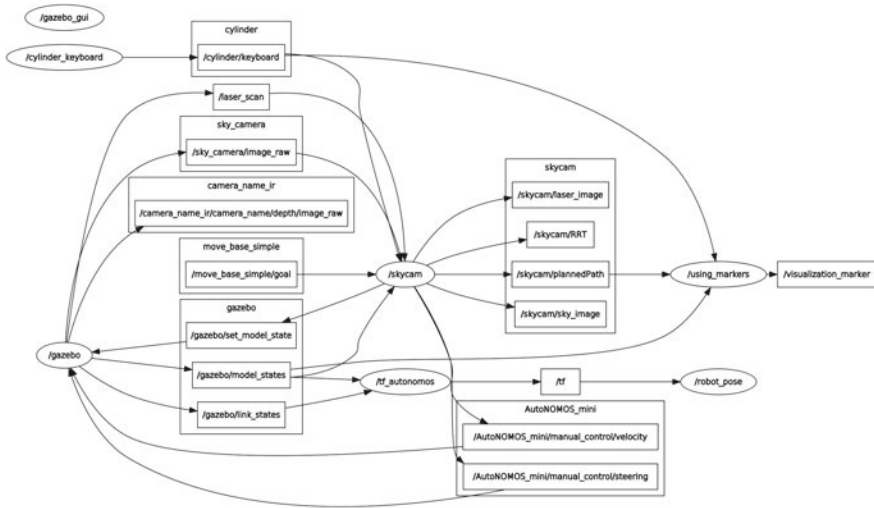 /gazebo_gui
/cylinder_keyboard
cylinder
/cylinder/keyboard
/laser_scan
sky_camera
/sky_camera/image_raw
camera_name_ir
/camera_name_ir/camera_name/depth/image_raw
move_base_simple
/move_base_simple/goal
gazebo
/gazebo/set_model_state
/gazebo/model_states
/gazebo/link_states
/gazebo
/skycam
/tf_autonomos
skycam
/skycam/laser_image
/skycam/RRT
/skycam/plannedPath
/skycam/sky_image
/tf
AutoNOMOS_mini
/AutoNOMOS_mini/manual_control/velocity
/AutoNOMOS_mini/manual_control/steering
/using_markers
/visualization_marker
/robot_pose